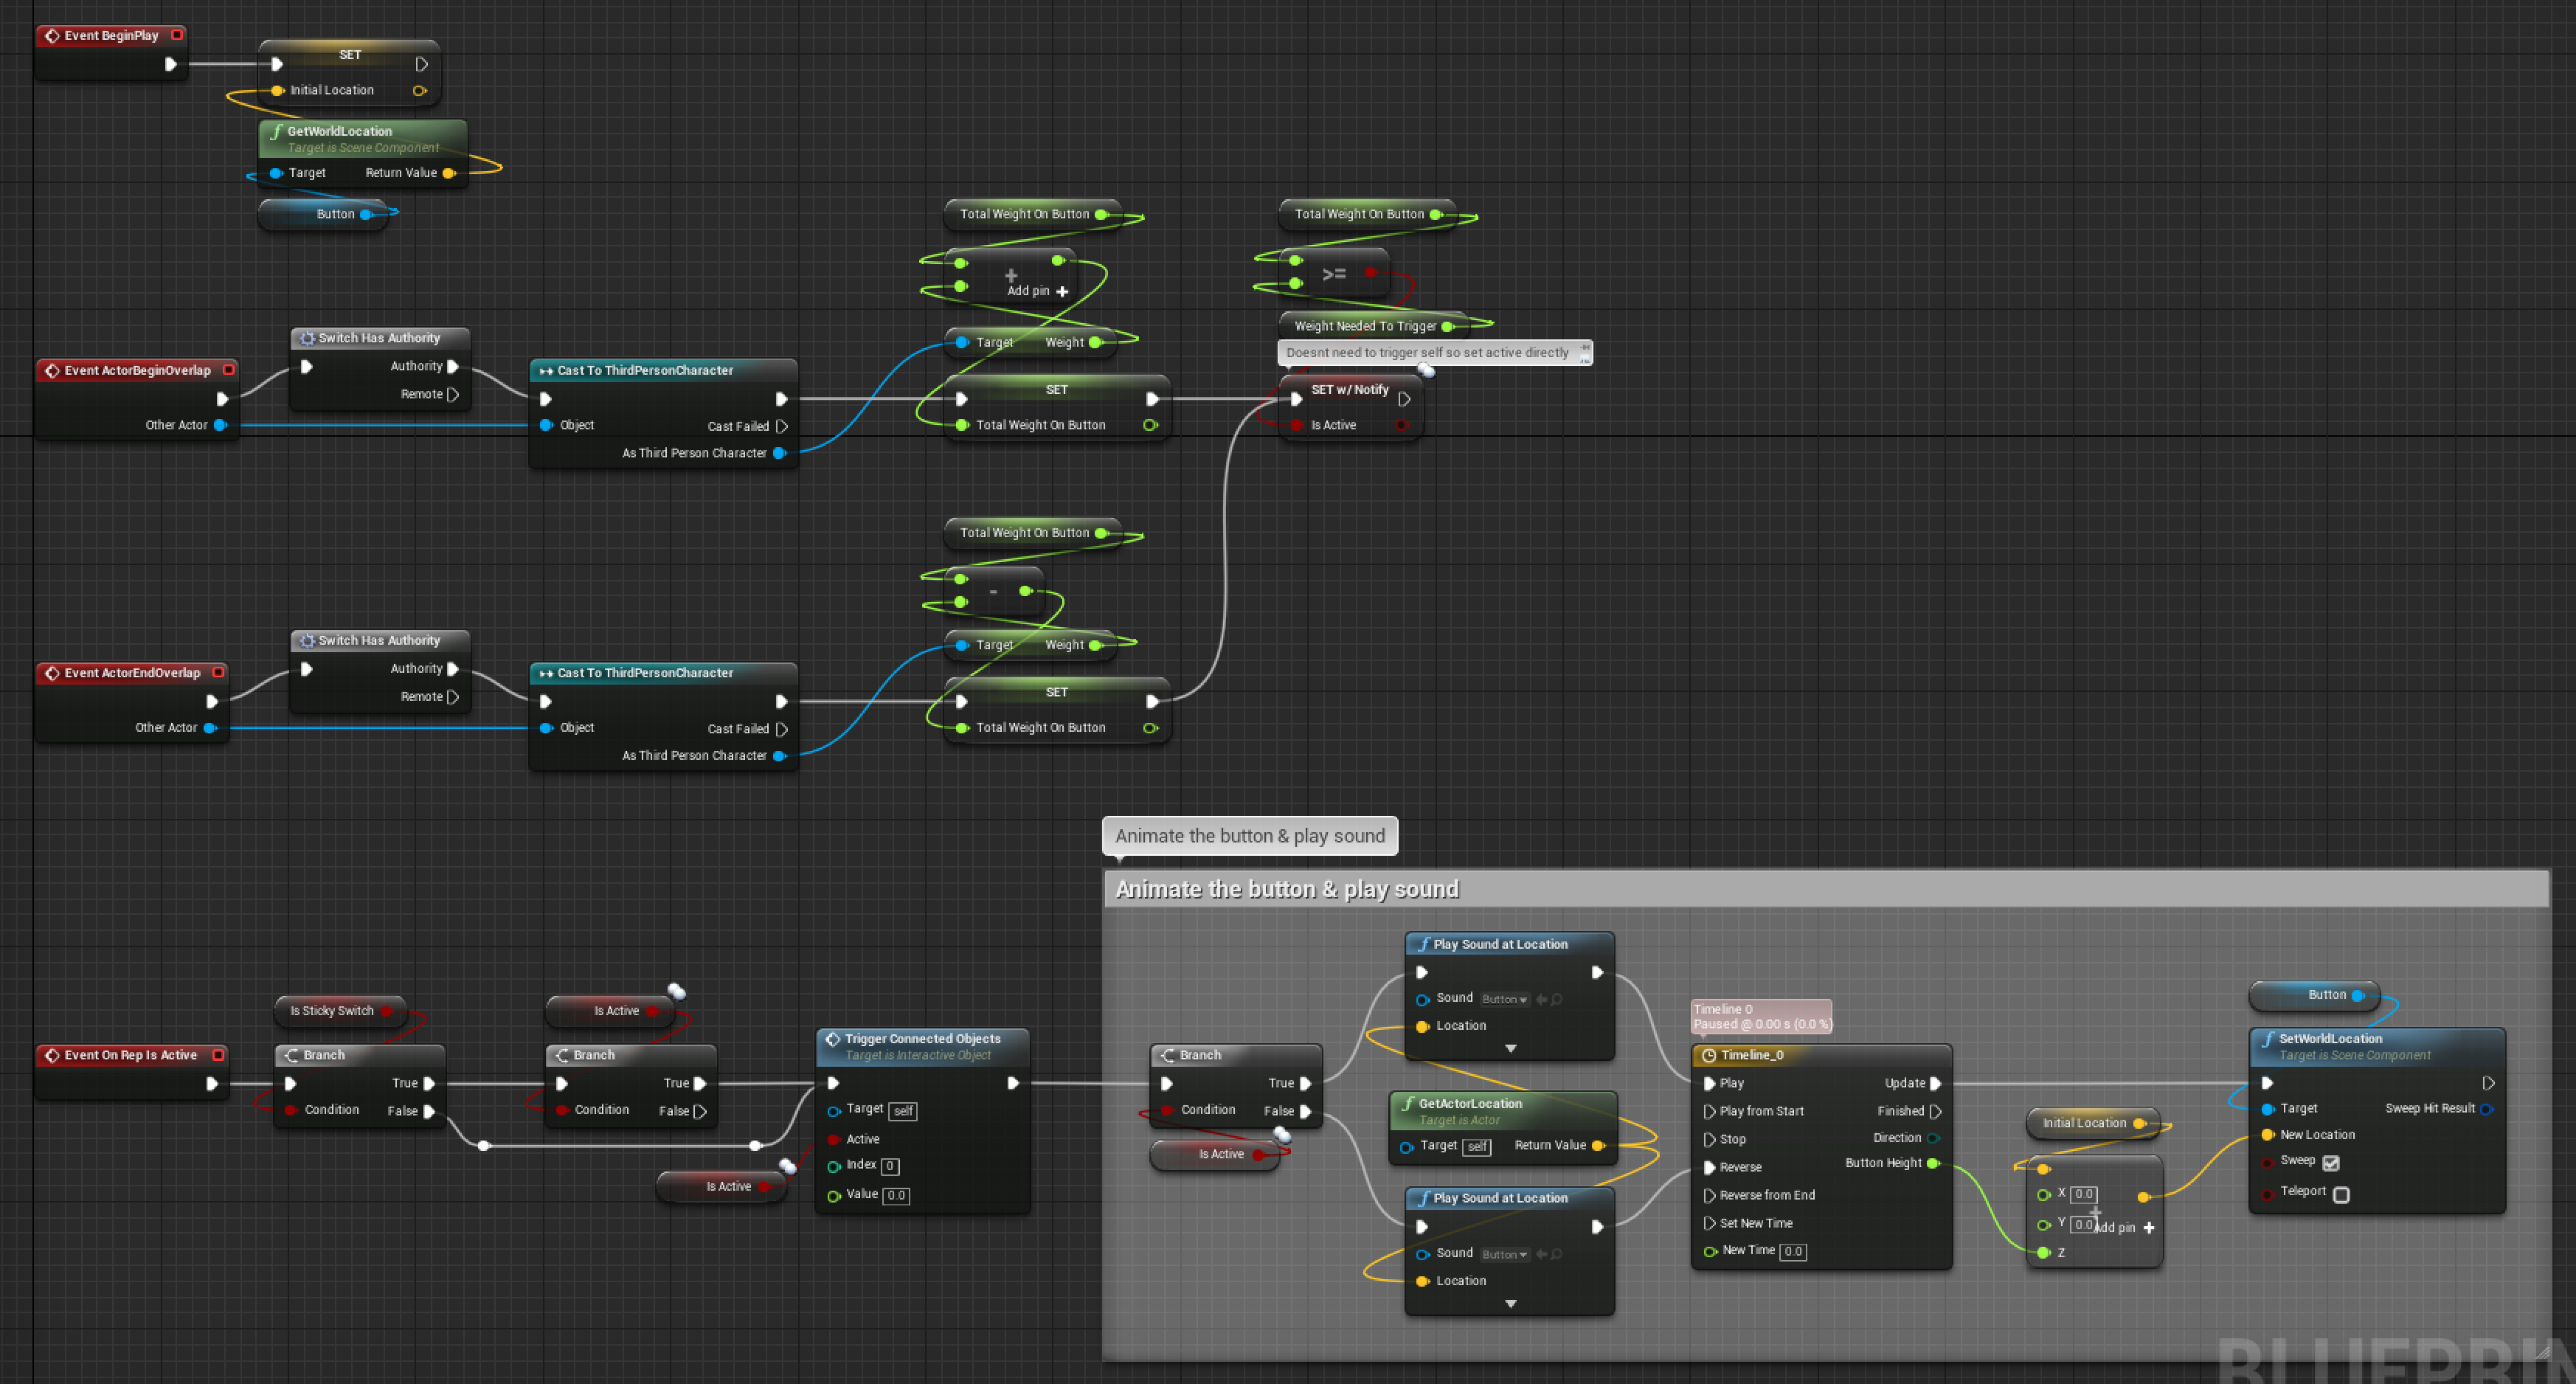 Event BeginPlay
SET
Initial Location
GetWorldLocation
Target is Scene Component
Target Return Value
Button
Total Weight On Button
+
Add pin +
Target Weight
Total Weight On Button
>=
Weight Needed To Trigger
Doesnt need to trigger self so set active directly
Event ActorBeginOverlap
Other Actor
Switch Has Authority
Authority
Remote
Cast To ThirdPersonCharacter
Object
Cast Failed
As Third Person Character
SET
Total Weight On Button
SET w/ Notify
Is Active
Total Weight On Button
-
Target Weight
Event ActorEndOverlap
Other Actor
Switch Has Authority
Authority
Remote
Cast To ThirdPersonCharacter
Object
Cast Failed
As Third Person Character
SET
Total Weight On Button
Animate the button & play sound
Animate the button & play sound
Event On Rep Is Active
Is Sticky Switch
Branch
True
Condition False
Is Active
Branch
True
Condition False
Is Active
Trigger Connected Objects
Target is Interactive Object
Target self
Active
Index 0
Value 0.0
Branch
True
Condition False
Is Active
Play Sound at Location
Sound Button
Location
GetActorLocation
Target is Actor
Target self Return Value
Play Sound at Location
Sound Button
Location
Timeline 0
Paused @ 0.00 s (0.0 %)
Timeline_0
Play Update
Play from Start Finished
Stop Direction
Reverse Button Height
Reverse from End
Set New Time
New Time 0.0
Initial Location
X 0.0
+
Y 0.0 Add pin +
Z
Button
SetWorldLocation
Target is Scene Component
Target Sweep Hit Result
New Location
Sweep
Teleport
BLUEPRIN